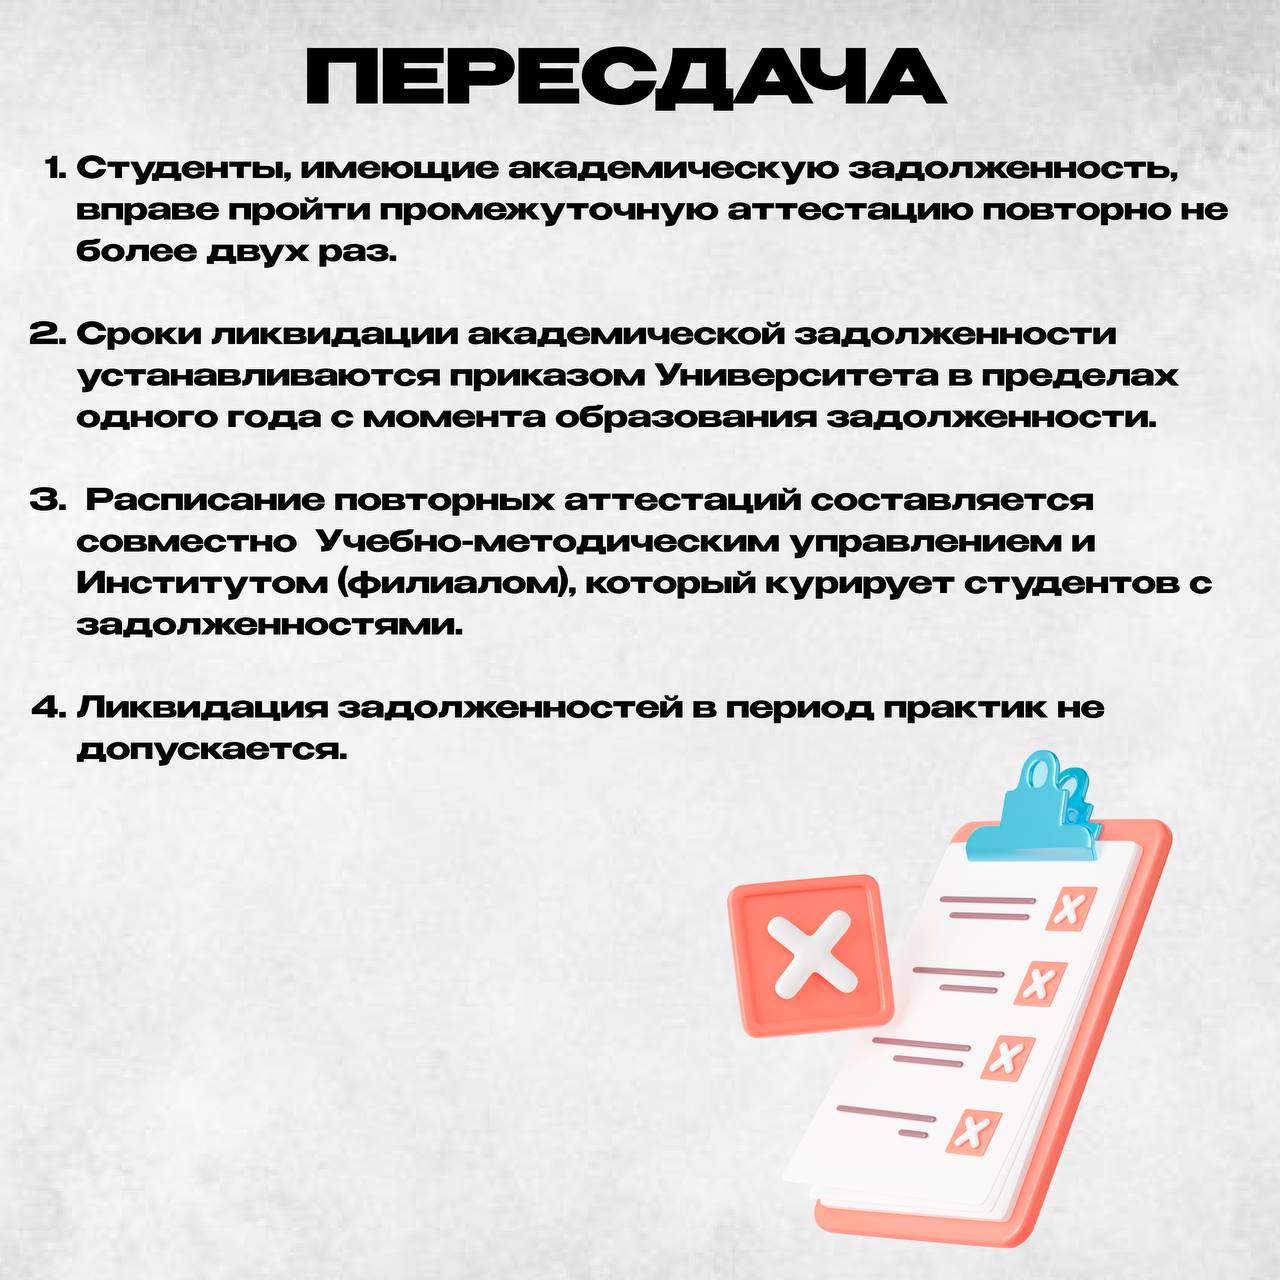 ПЕРЕСДАЧА
1. Студенты, имеющие академическую задолженность,
вправе пройти промежуточную аттестацию повторно не
более двух раз.
2. Сроки ликвидации академической задолженности
устанавливаются приказом Университета в пределах
одного года с момента образования задолженности.
3. Расписание повторных аттестаций составляется
совместно Учебно-методическим управлением и
Институтом (филиалом), который курирует студентов с
задолженностями.
4. Ликвидация задолженностей в период практик не
допускается.